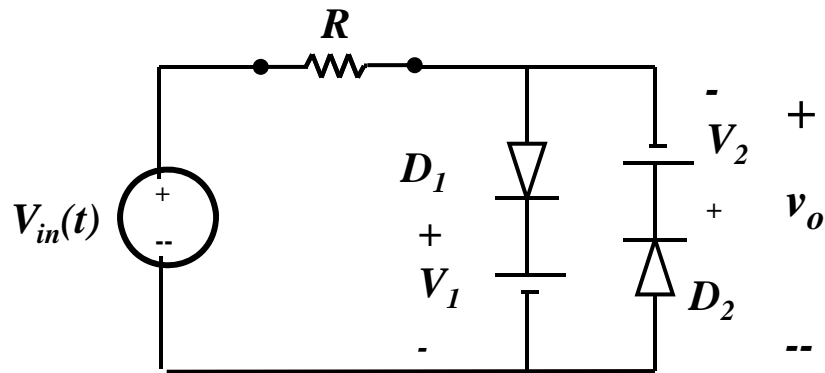 R
-
V2
+
+
D1
Vin(t)
+
--
+
V1
-
+
vo
D2
--